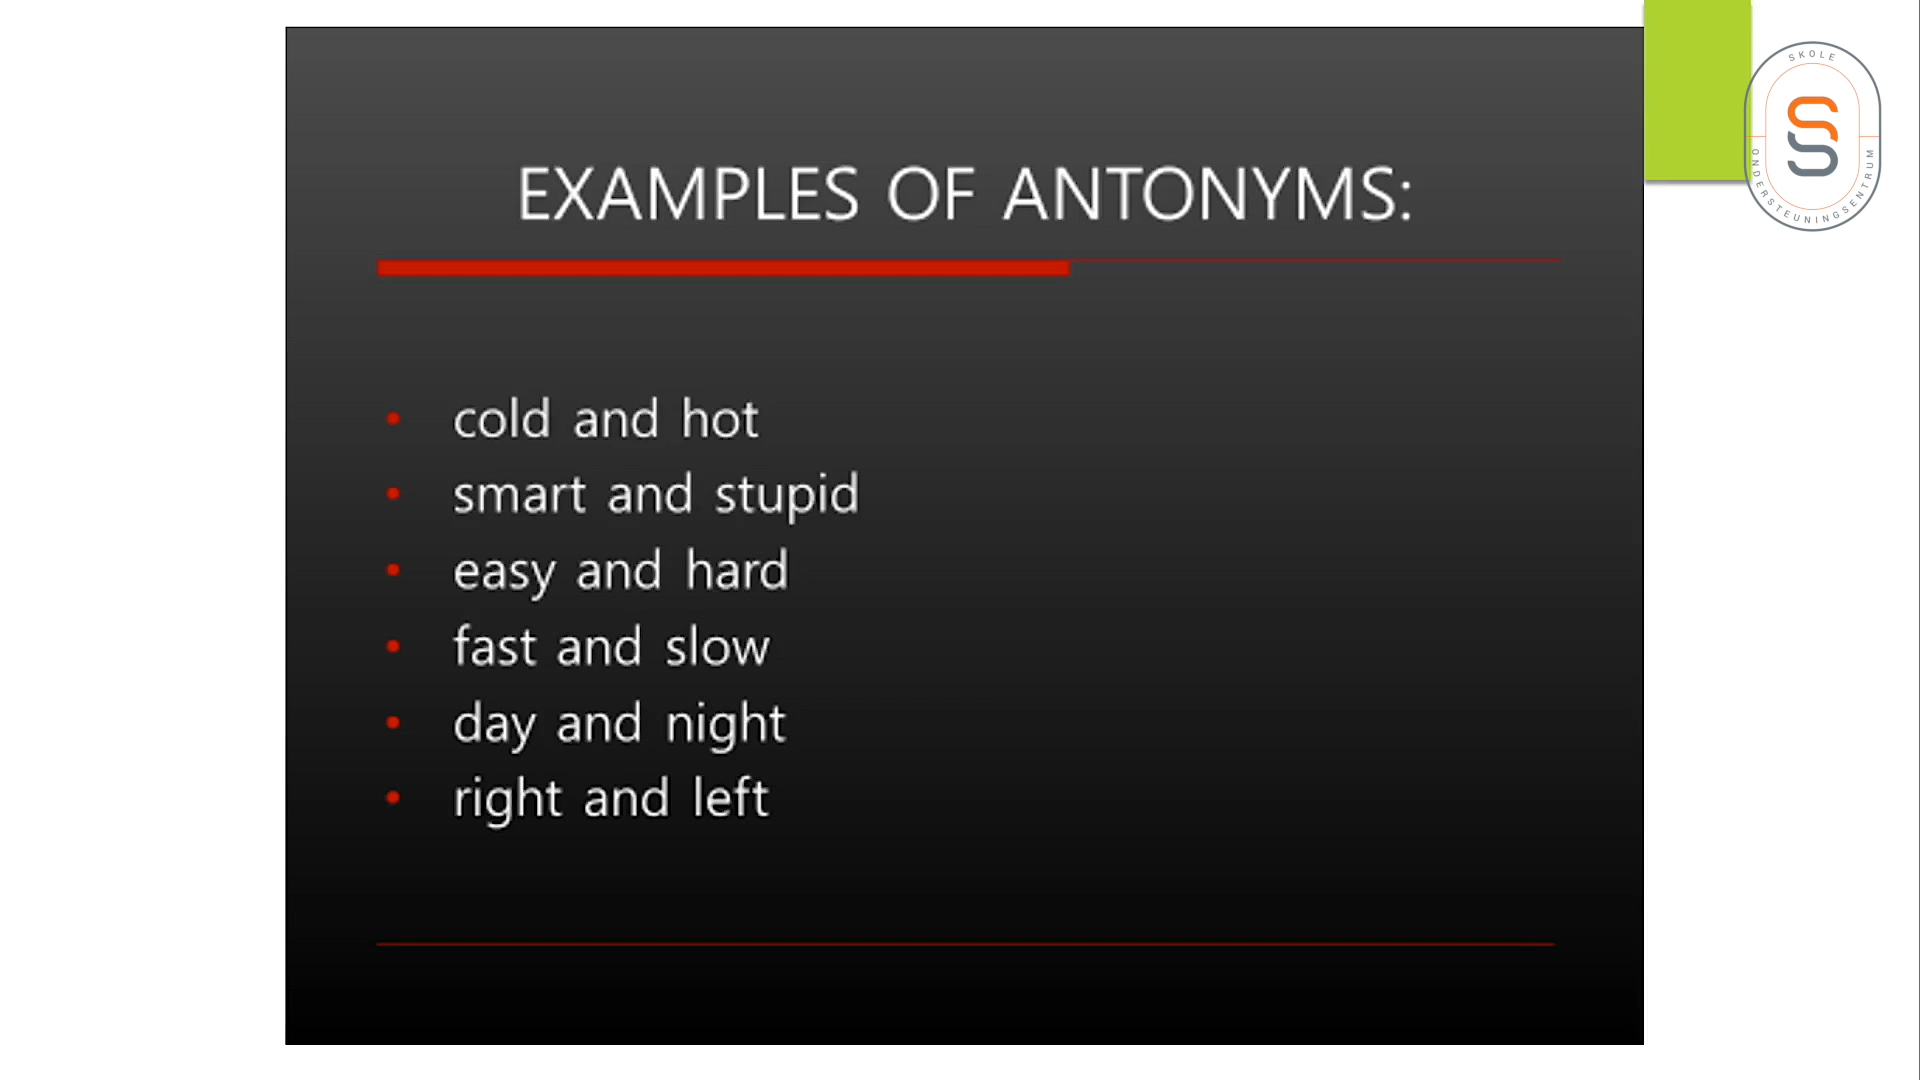 EXAMPLES OF ANTONYMS:
• cold and hot
• smart and stupid
• easy and hard
• fast and slow
• day and night
• right and left
SKOLE
ONDERSTEUNINGSENTRUM